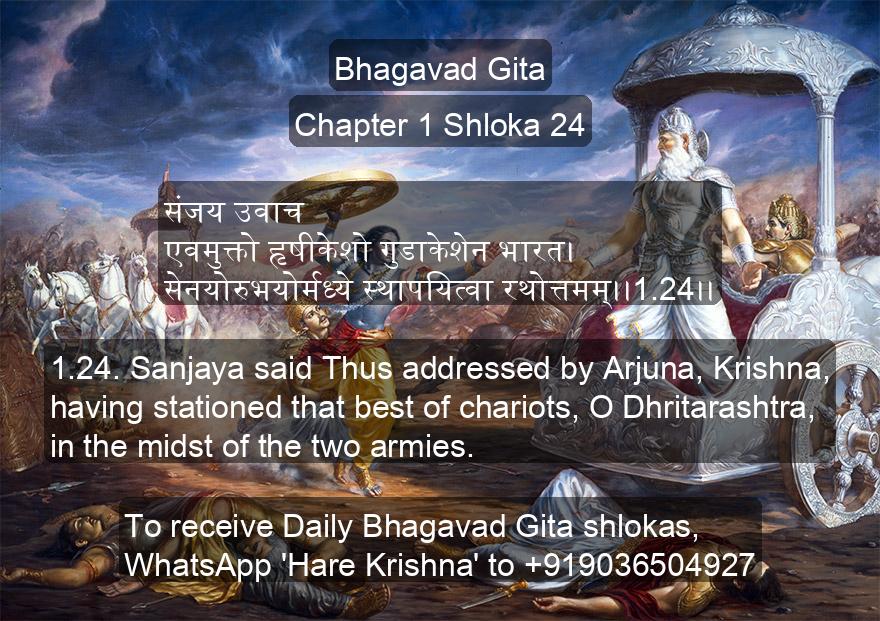 Bhagavad Gita
Chapter 1 Shloka 24
संजय उवाच
एवमुक्तो हृषीकेशो गुडाकेशेन भारत।
सेनयोरुभयोर्मध्ये स्थापयित्वा रथोत्तमम्।।1.24।।
1.24. Sanjaya said Thus addressed by Arjuna, Krishna,
having stationed that best of chariots, O Dhritarashtra,
in the midst of the two armies.
To receive Daily Bhagavad Gita shlokas,
WhatsApp 'Hare Krishna' to +919036504927